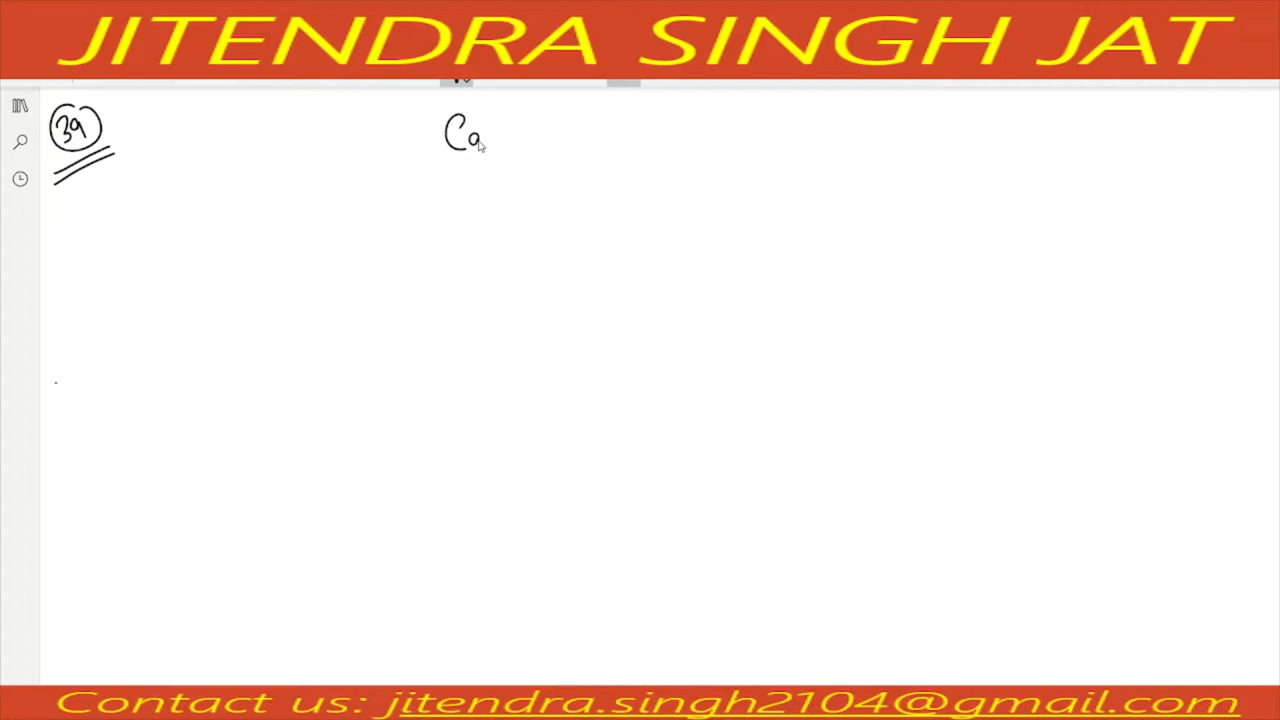 JITENDRA SINGH JAT
39
Ca
Contact us: jitendra.singh2104@gmail.com